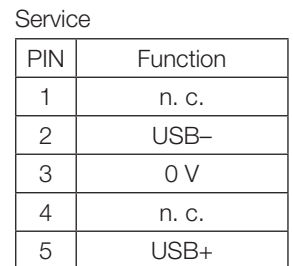 Service
PIN Function
1 n. c.
2 USB–
3 0 V
4 n. c.
5 USB+